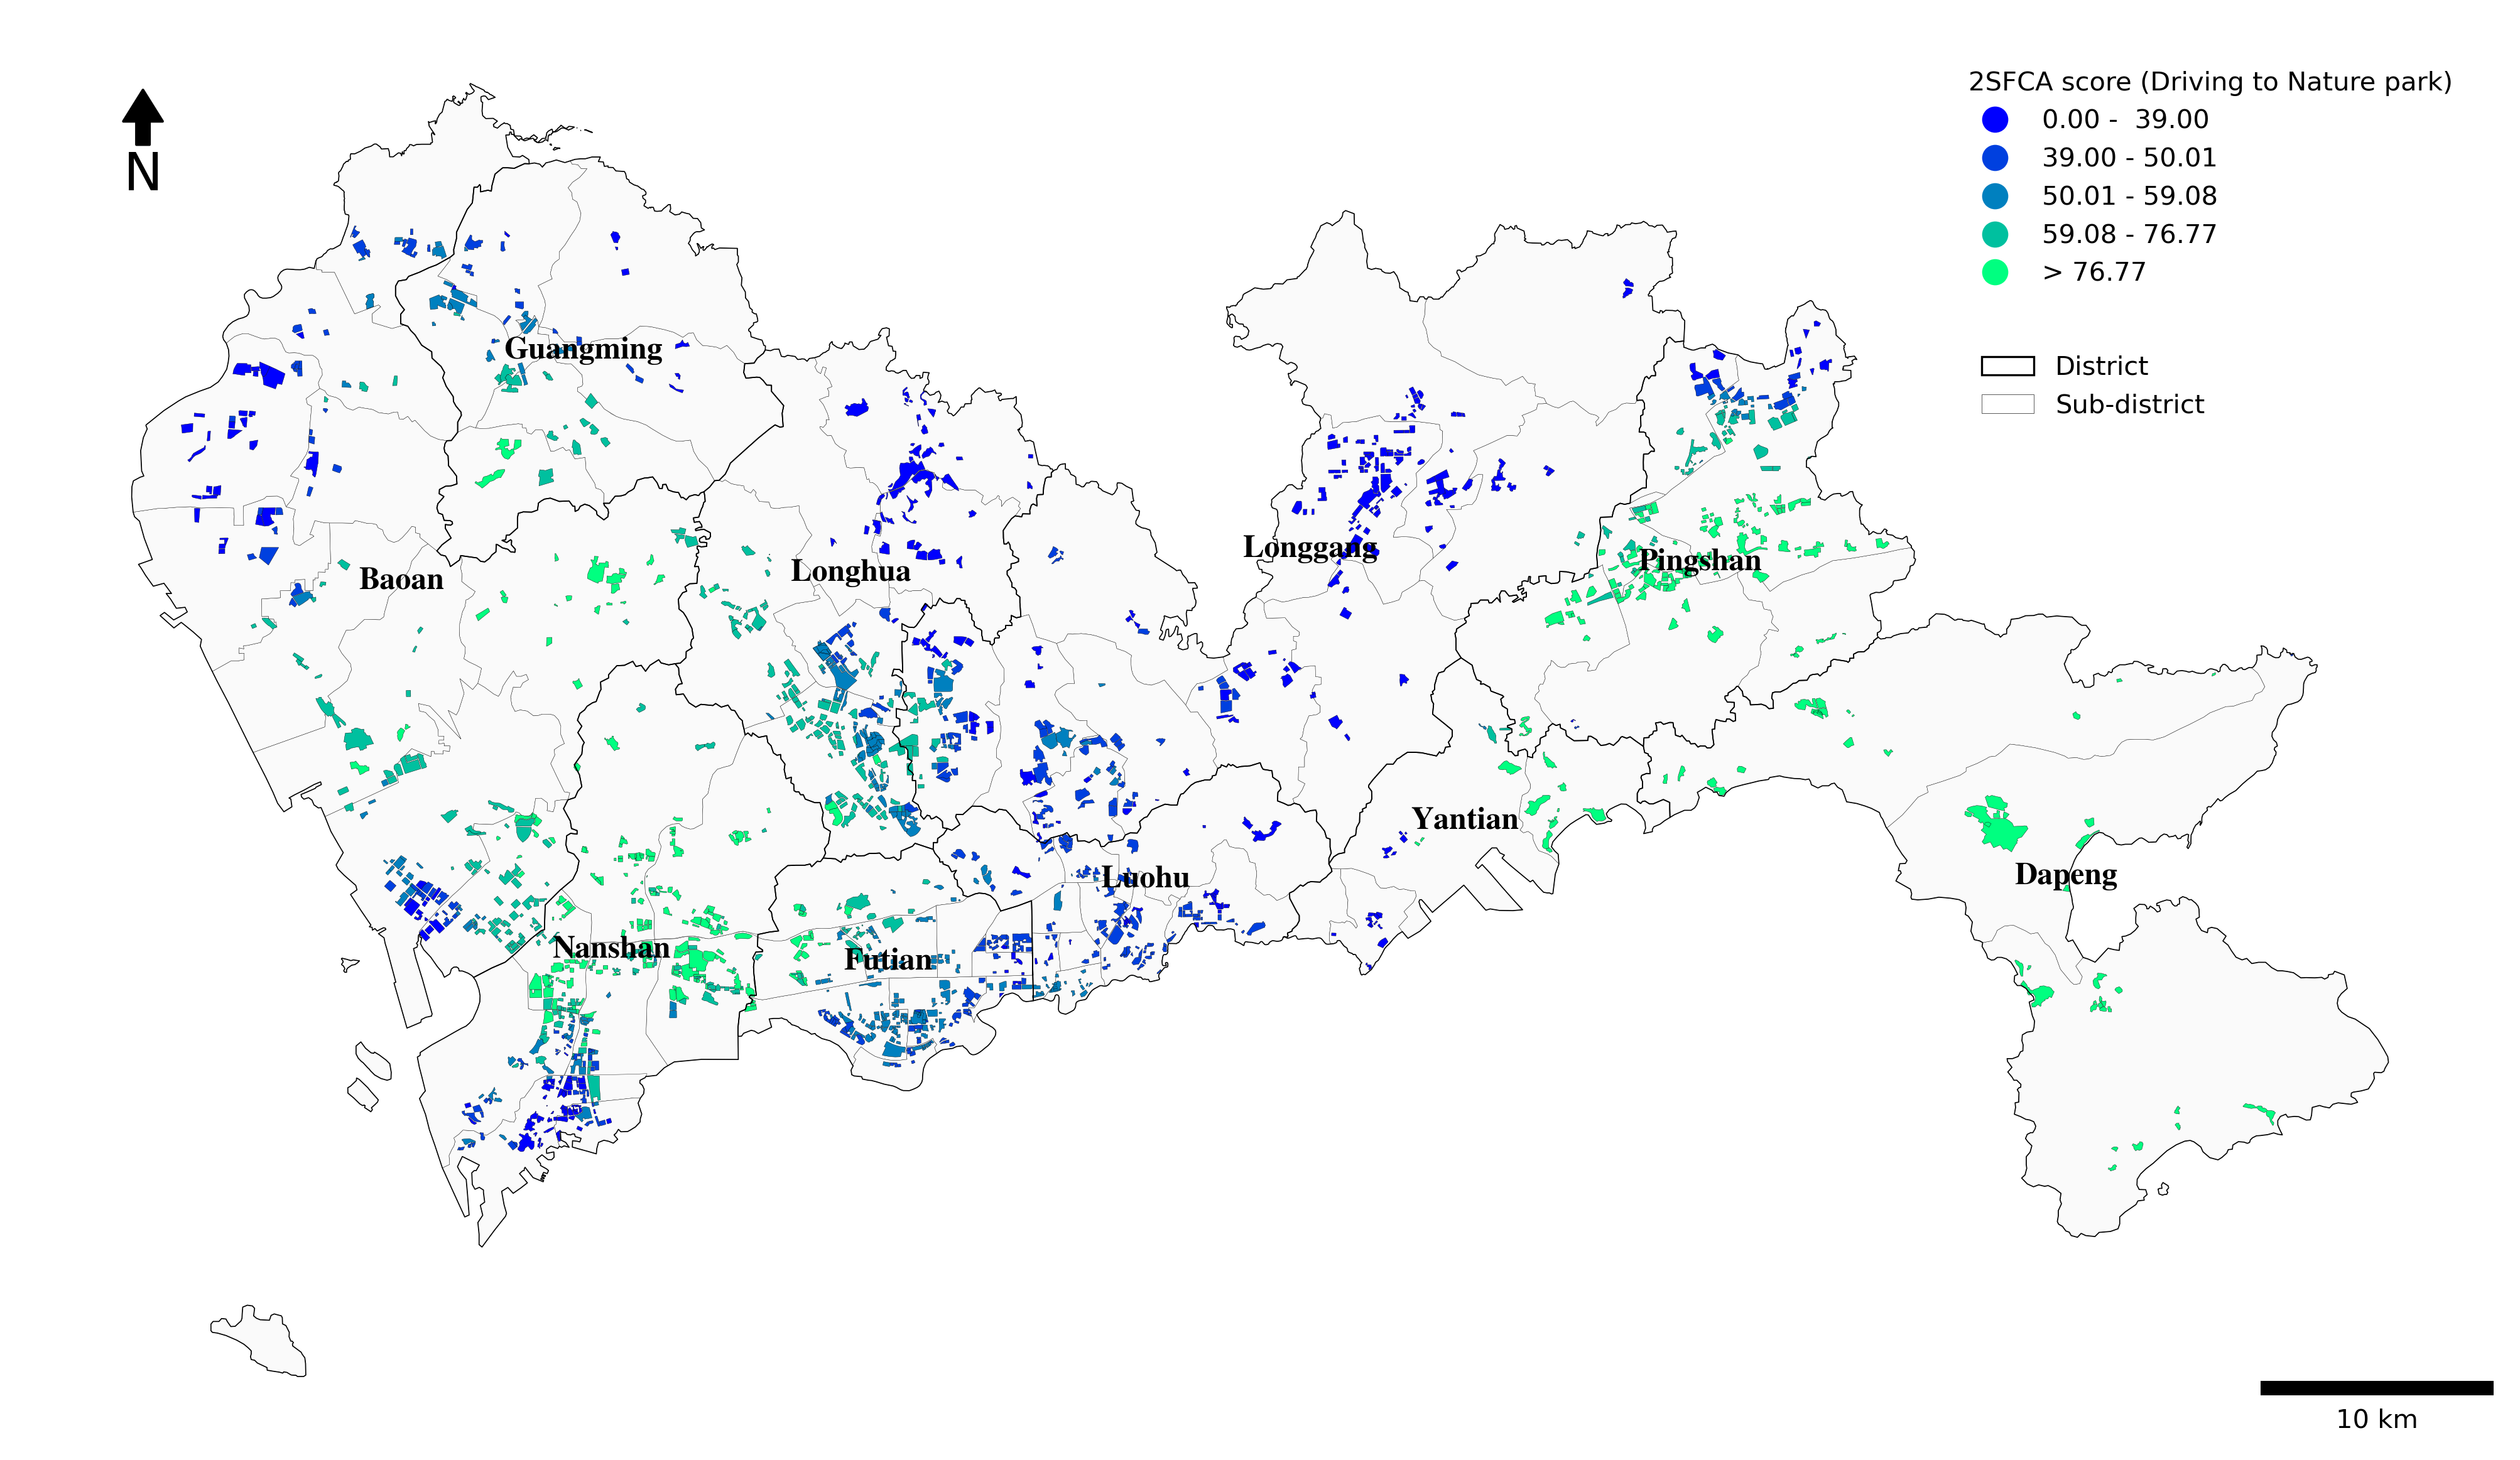 2SFCA score (Driving to Nature park)
0.00 -  39.00
39.00 - 50.01
50.01 - 59.08
59.08 - 76.77
> 76.77
District
Sub-district
N
Guangming
Baoan
Longhua
Longgang
Pingshan
Yantian
Luohu
Dapeng
Nanshan
Futian
10 km